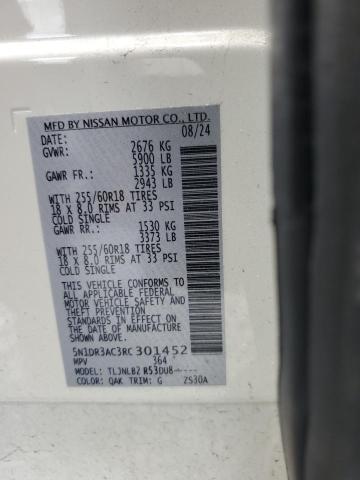 MFD BY NISSAN MOTOR CO., LTD.
DATE: 08/24
GVWR: 2676 KG
5900 LB
GAWR FR.: 1335 KG
2943 LB
WITH 255/60R18 TIRES
18 x 8.0 RIMS AT 33 PSI
COLD SINGLE
GAWR RR.: 1530 KG
3373 LB
WITH 255/60R18 TIRES
18 x 8.0 RIMS AT 33 PSI
COLD SINGLE
THIS VEHICLE CONFORMS TO
ALL APPLICABLE FEDERAL
MOTOR VEHICLE SAFETY AND
THEFT PREVENTION
STANDARDS IN EFFECT ON
THE DATE OF MANUFACTURE
SHOWN ABOVE.
5N1DR3AC3RC301452
MPV 364
MODEL: TLJNLBZ R53DU8-----
COLOR: QAK TRIM: G ZS30A